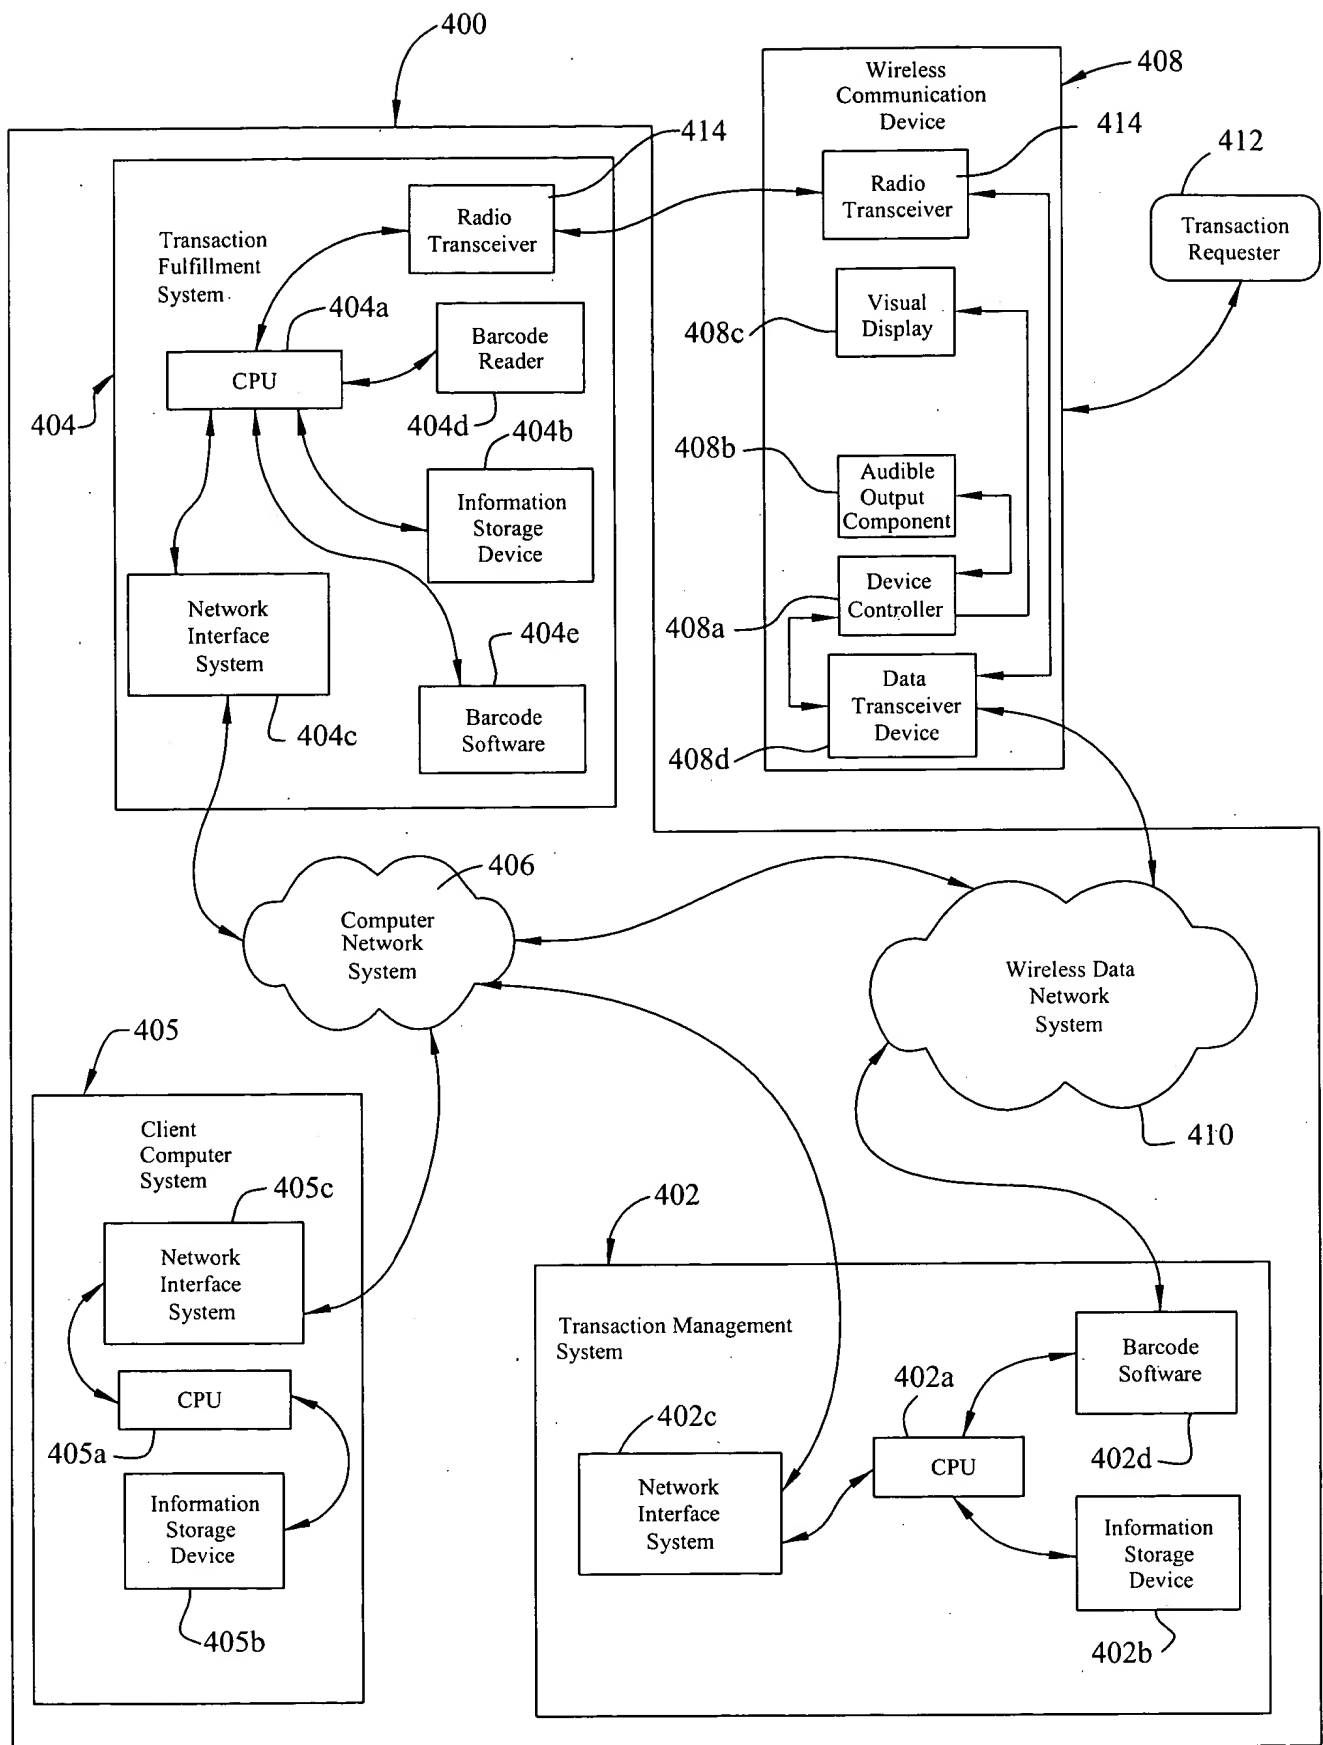 400
Wireless
Communication
Device
408
414
414
412
Radio
Transceiver
Radio
Transceiver
Transaction
Requester
Transaction
Fulfillment
System
404a
Visual
Display
408c
Barcode
Reader
CPU
404
404d
404b
408b
Audible
Output
Component
Information
Storage
Device
Device
Controller
408a
Network
Interface
System
404e
Data
Transceiver
Device
408d
404c
Barcode
Software
406
Computer
Network
System
Wireless Data
Network
System
405
410
Client
Computer
System
405c
402
Network
Interface
System
Transaction Management
System
Barcode
Software
402a
CPU
402c
405a
402d
CPU
Network
Interface
System
Information
Storage
Device
Information
Storage
Device
405b
402b